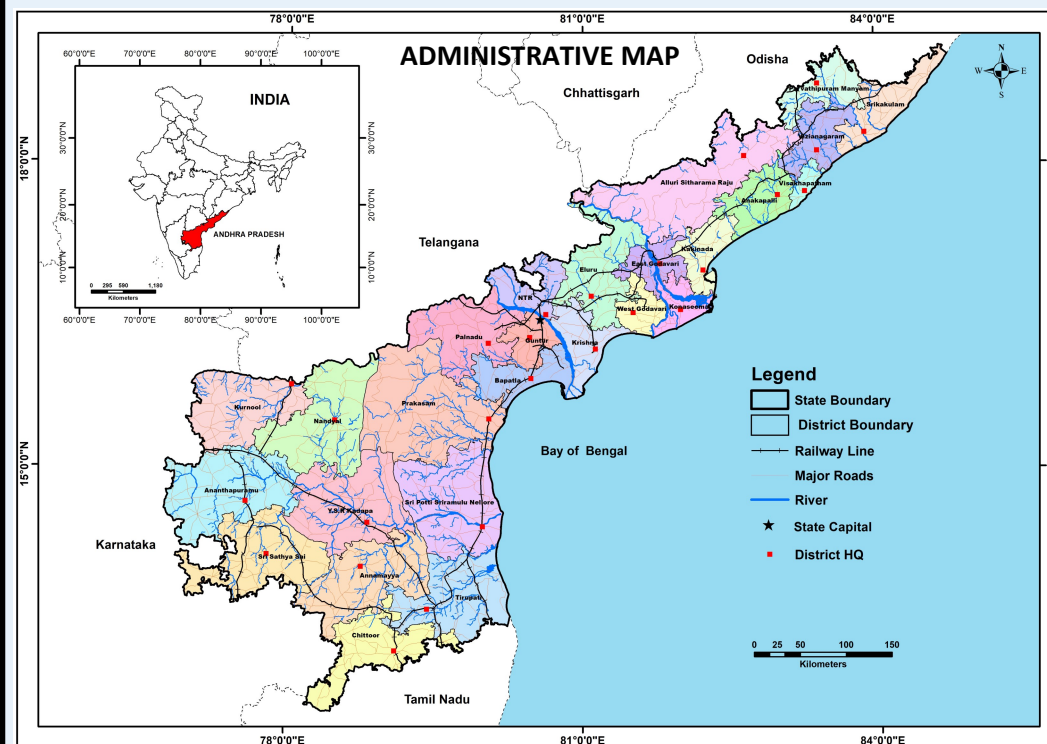 78°0'0"E 81°0'0"E 84°0'0"E
ADMINISTRATIVE MAP
60°0'0"E 70°0'0"E 80°0'0"E 90°0'0"E 100°0'0"E
INDIA
30°0'0"N 30°0'0"N
20°0'0"N 20°0'0"N
10°0'0"N 10°0'0"N
ANDHRA PRADESH
0 295 590 1,180
Kilometers
60°0'0"E 70°0'0"E 80°0'0"E 90°0'0"E 100°0'0"E
N
W E
S
Odisha
Chhattisgarh
18°0'0"N
15°0'0"N
Srikakulam
Vizianagaram
Visakhapatnam
Alluri Sitharama Raju
Anakapalli
Telangana
Kakinada
East Godavari
Eluru
Konaseema
West Godavari
NTR
Krishna
Palnadu
Guntur
Bapatla
Prakasam
Kurnool
Nandyal
Bay of Bengal
Ananthapuramu
Y.S.R Kadapa
Sri Potti Sriramulu Nellore
Karnataka
Sri Sathya Sai
Annamayya
Tirupati
Chittoor
Tamil Nadu
Legend
State Boundary
District Boundary
Railway Line
Major Roads
River
State Capital
District HQ
0 25 50 100 150
Kilometers
78°0'0"E 81°0'0"E 84°0'0"E